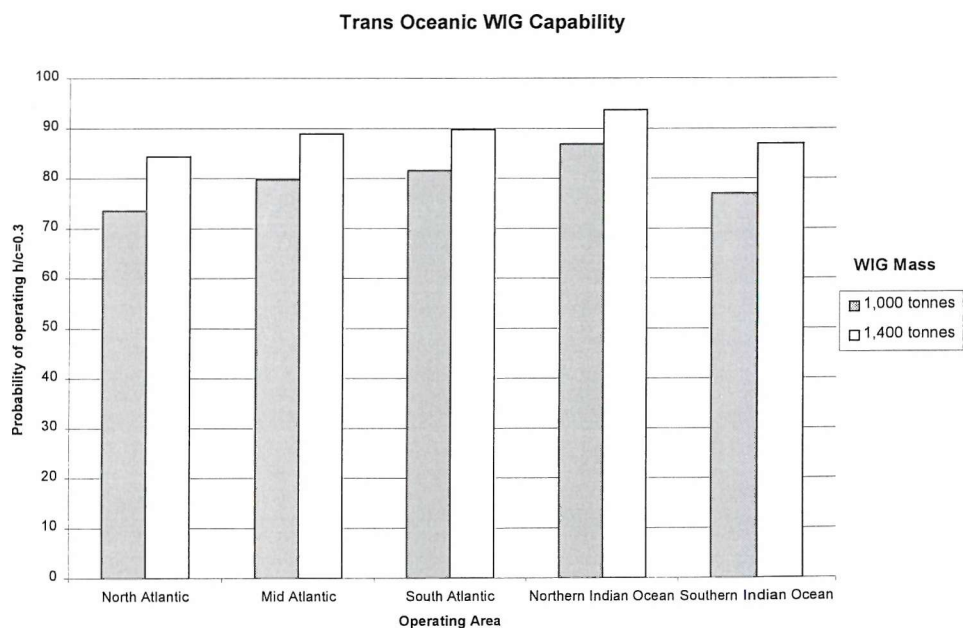 Trans Oceanic WIG Capability
100
90
80
70
60
50
40
30
20
10
0
Probability of operating h/c=0.3
North Atlantic Mid Atlantic South Atlantic Northern Indian Ocean Southern Indian Ocean
Operating Area
WIG Mass
1,000 tonnes
1,400 tonnes